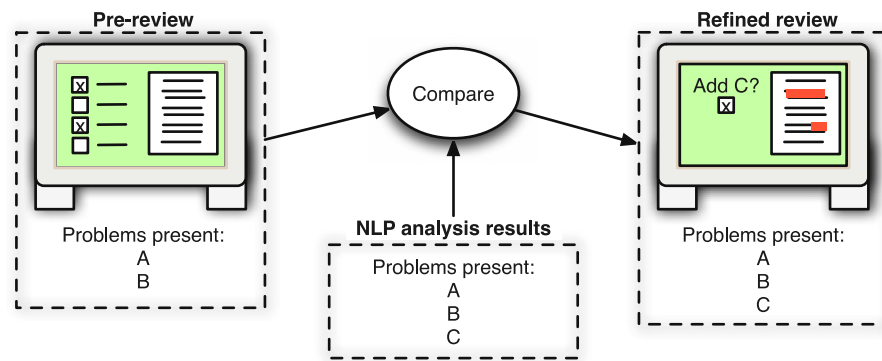 Pre-review
x
x
Problems present:
A
B
Compare
NLP analysis results
Problems present:
A
B
C
Refined review
Add C?
x
Problems present:
A
B
C